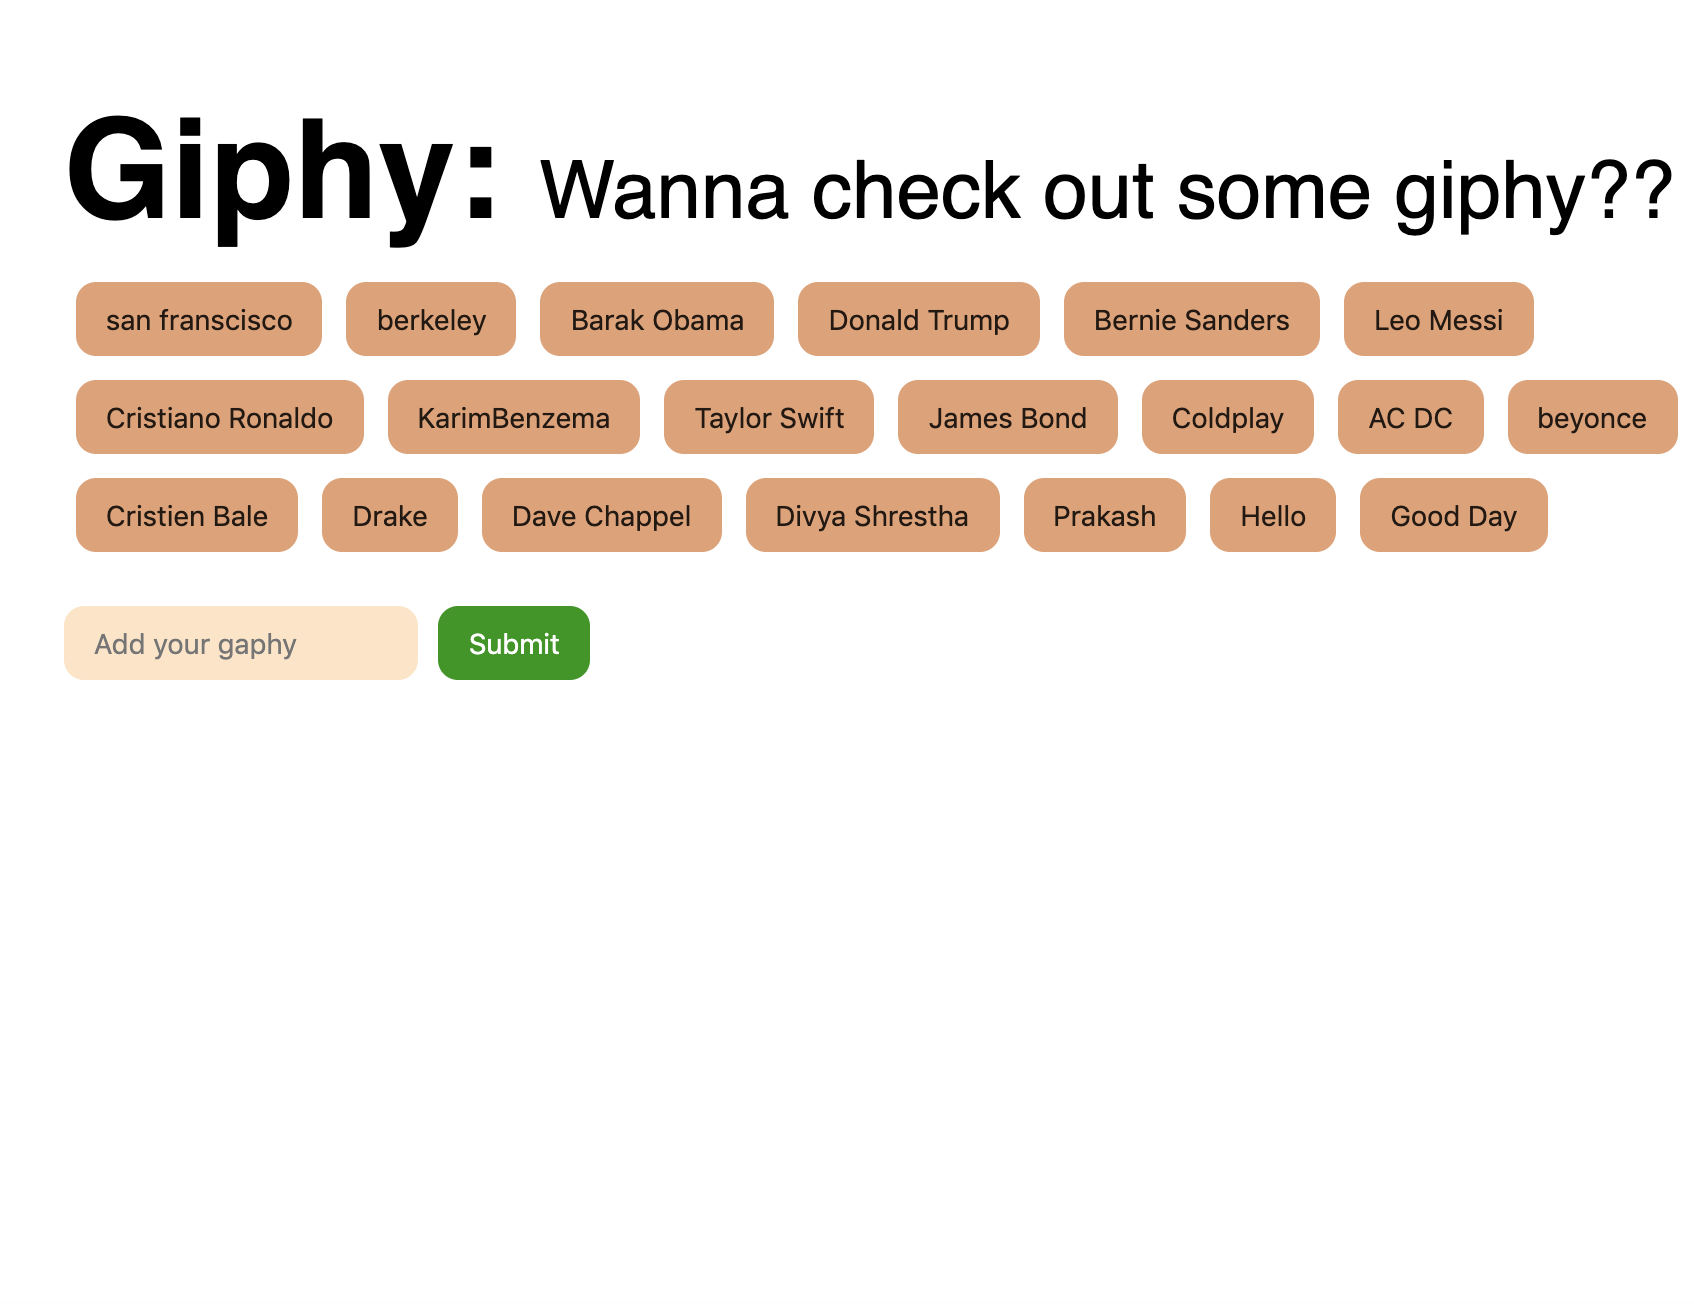 Giphy: Wanna check out some giphy??
san franscisco berkeley Barak Obama Donald Trump Bernie Sanders Leo Messi
Cristiano Ronaldo KarimBenzema Taylor Swift James Bond Coldplay AC DC beyonce
Cristien Bale Drake Dave Chappel Divya Shrestha Prakash Hello Good Day
Add your gaphy Submit